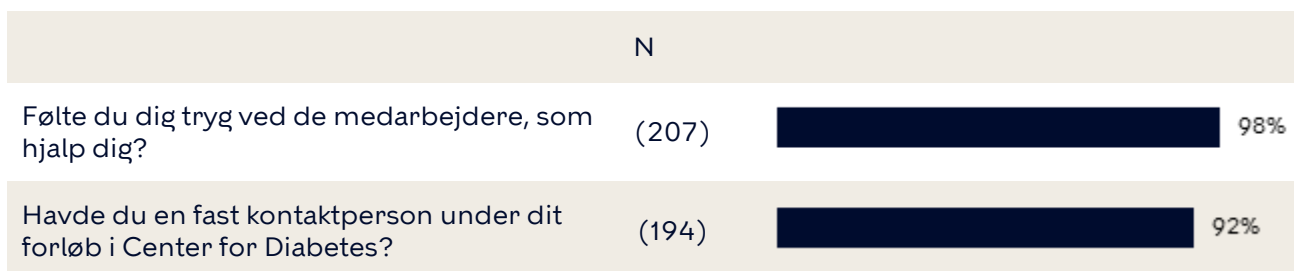 N
Følte du dig tryg ved de medarbejdere, som
hjalp dig?
(207)
98%
Havde du en fast kontaktperson under dit
forløb i Center for Diabetes?
(194)
92%